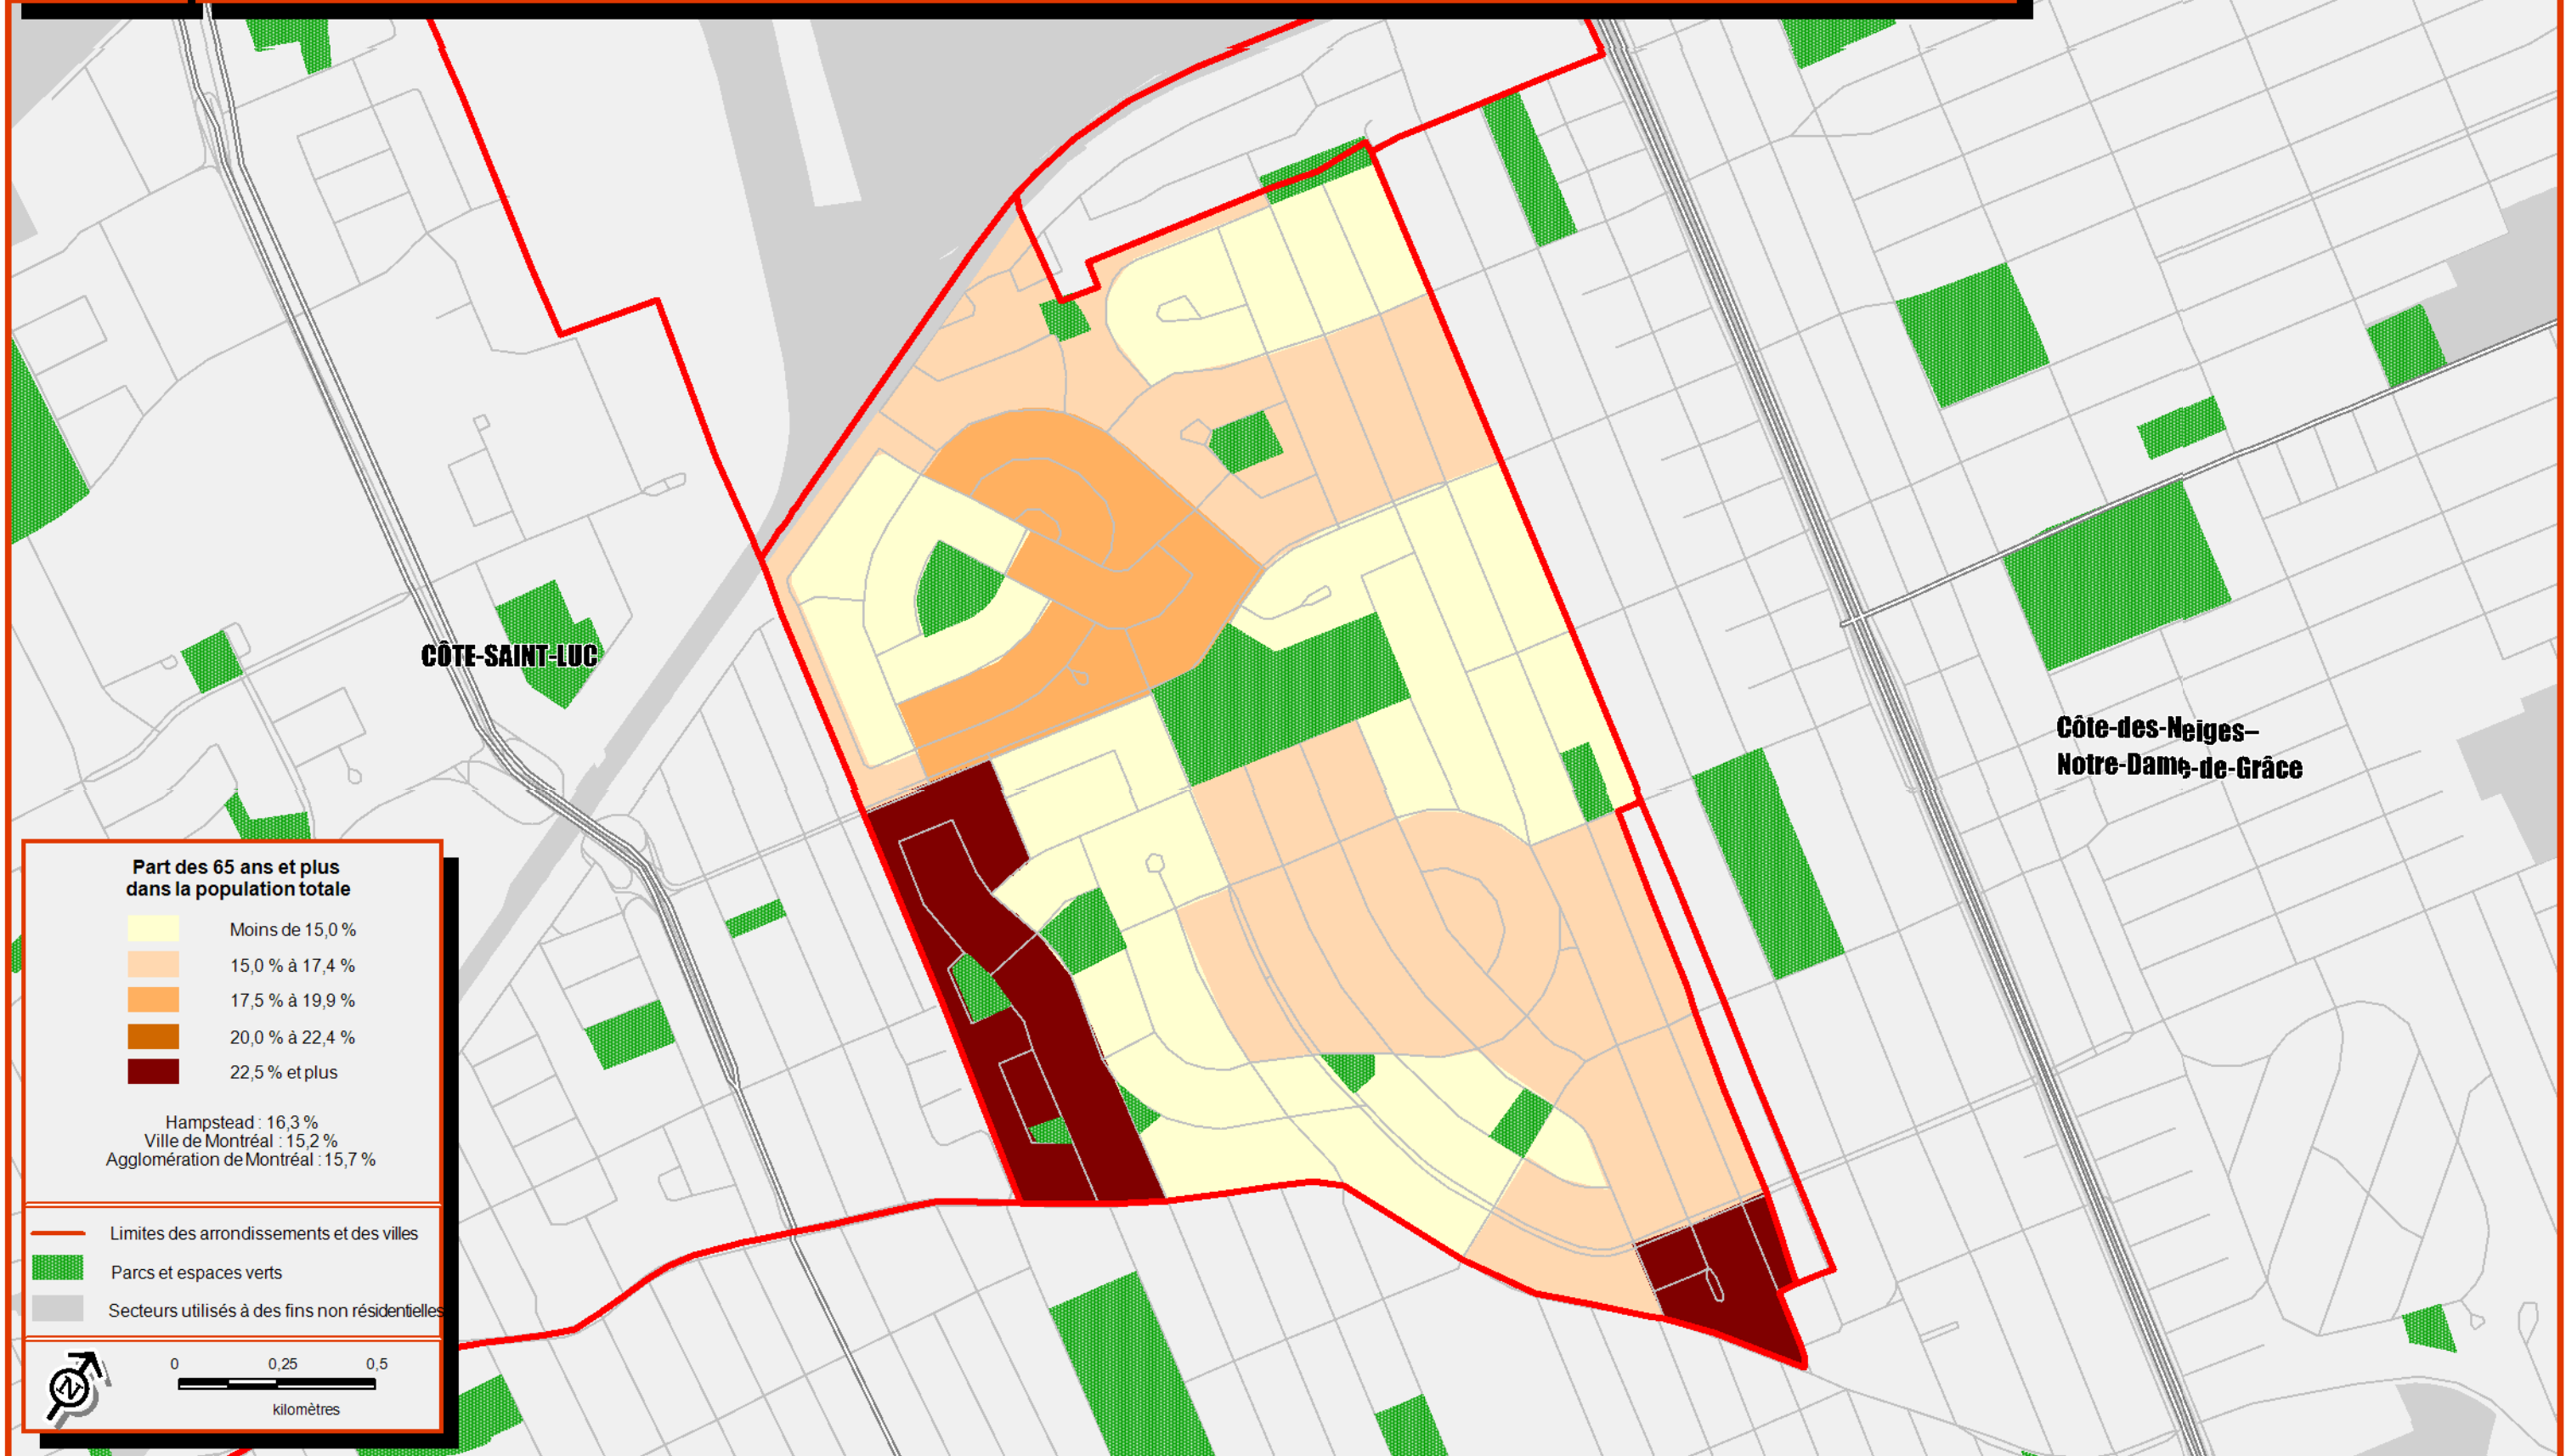 CÔTE-SAINT-LUC
Côte-des-Neiges–
Notre-Dame-de-Grâce
Part des 65 ans et plus
dans la population totale
Moins de 15,0 %
15,0 % à 17,4 %
17,5 % à 19,9 %
20,0 % à 22,4 %
22,5 % et plus
Hampstead : 16,3 %
Ville de Montréal : 15,2 %
Agglomération de Montréal : 15,7 %
Limites des arrondissements et des villes
Parcs et espaces verts
Secteurs utilisés à des fins non résidentielles
N
0 0,25 0,5
kilomètres